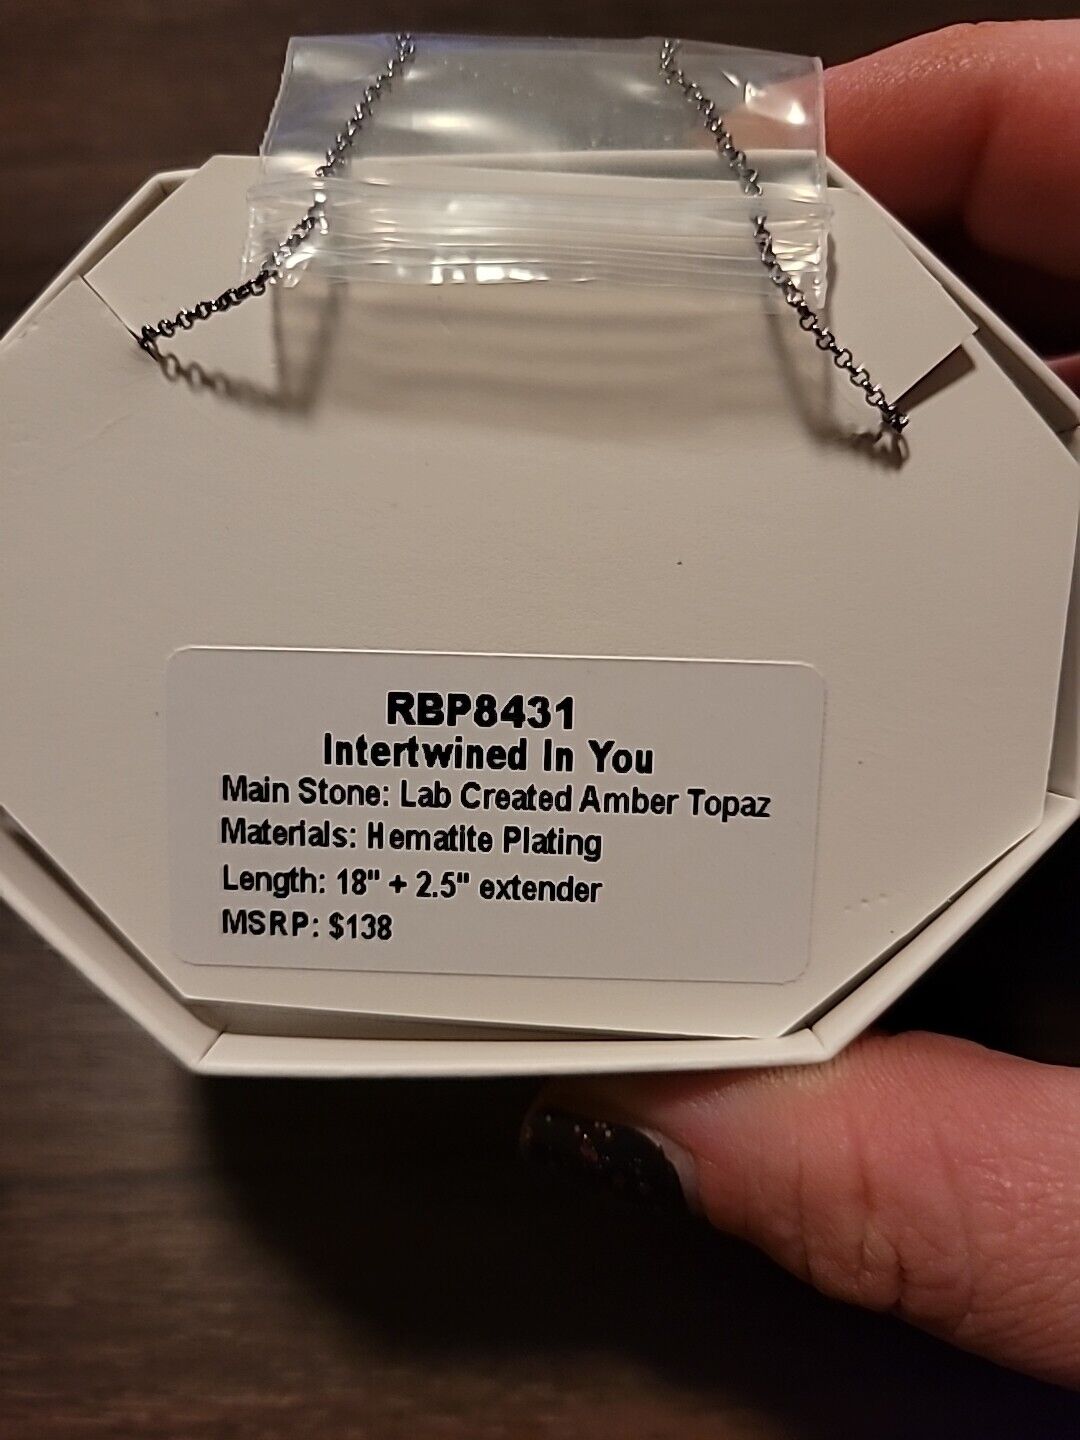 RBP8431
Intertwined In You
Main Stone: Lab Created Amber Topaz
Materials: Hematite Plating
Length: 18" + 2.5" extender
MSRP: $138